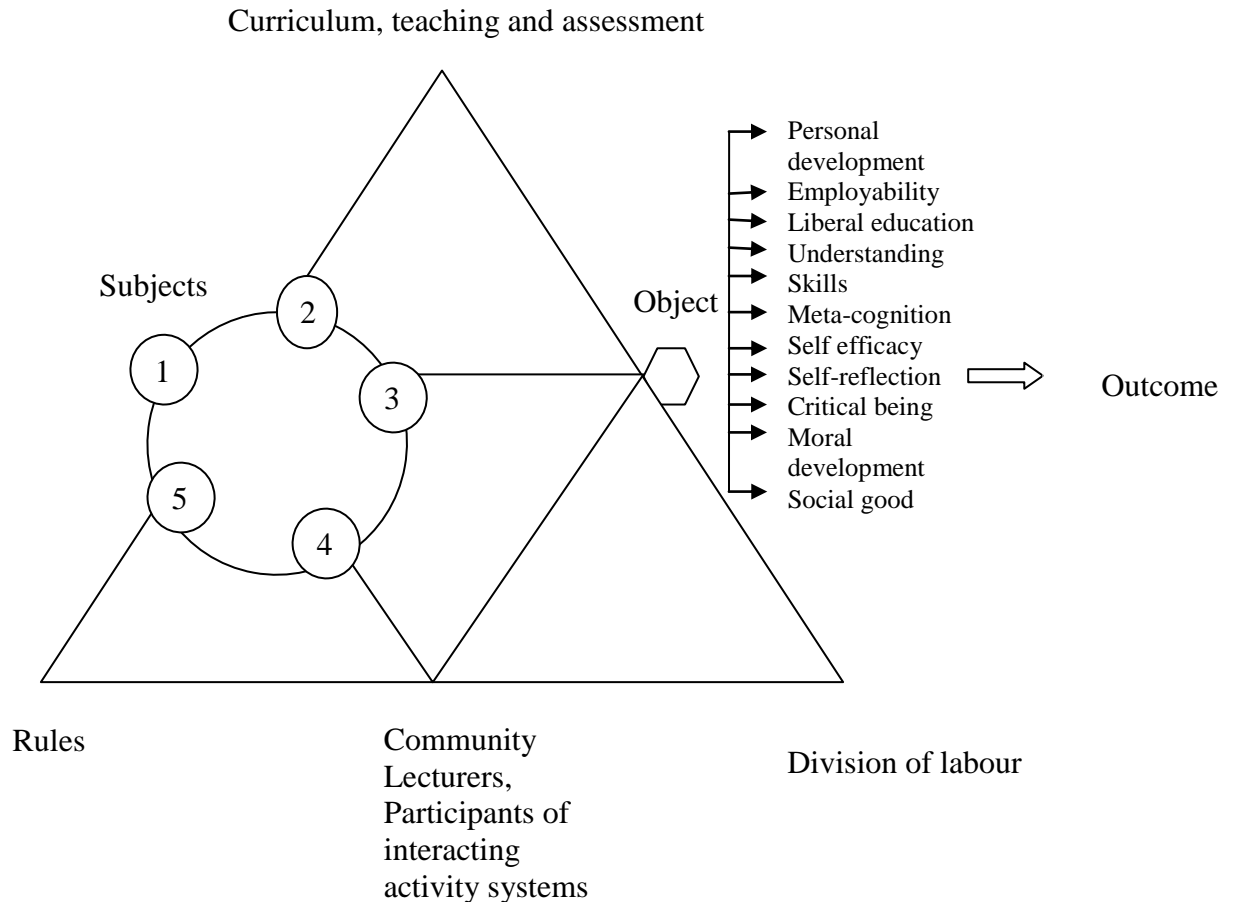 Curriculum, teaching and assessment
Personal
development
Employability
Liberal education
Understanding
Skills
Meta-cognition
Self efficacy
Self-reflection
Critical being
Moral
development
Social good
Subjects
Object
Outcome
1
2
3
4
5
Rules
Community
Lecturers,
Participants of
interacting
activity systems
Division of labour